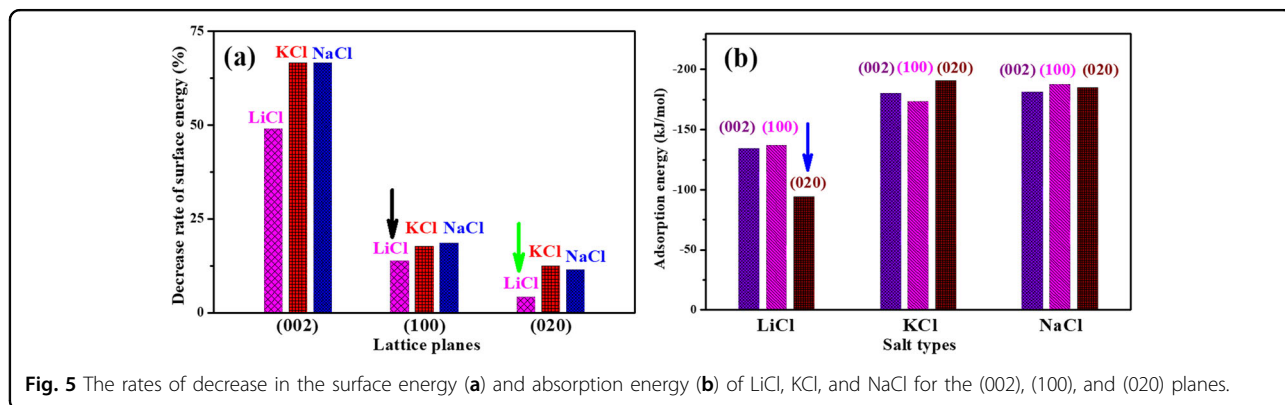 (a)
KCl NaCl
LiCl
KCl NaCl
LiCl
KCl
NaCl
LiCl
75
50
25
0
Decrease rate of surface energy (%)
(002) (100) (020)
Lattice planes
(b)
(002) (100)
(020)
(002) (100) (020)
(002) (100) (020)
-200
-150
-100
-50
0
Adsorption energy (kJ/mol)
LiCl KCl NaCl
Salt types
Fig. 5 The rates of decrease in the surface energy (a) and absorption energy (b) of LiCl, KCl, and NaCl for the (002), (100), and (020) planes.